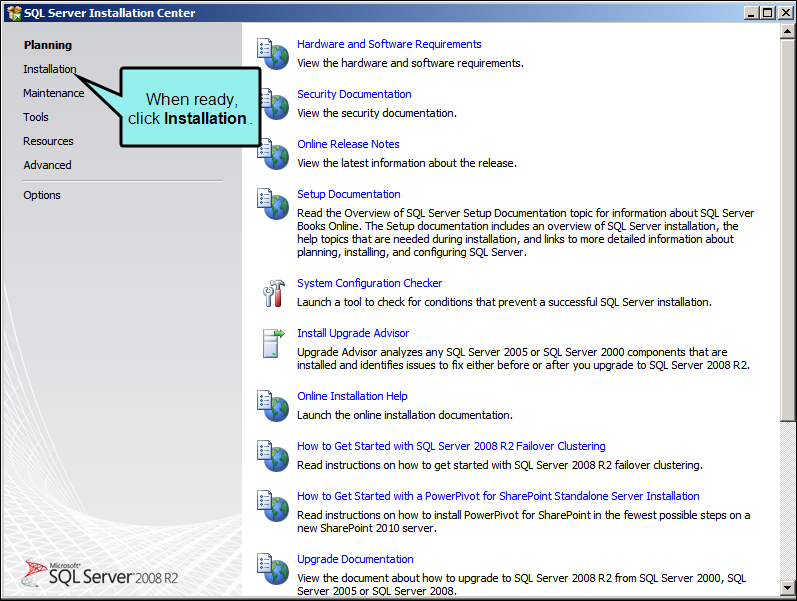 SQL Server Installation Center
Planning
Installation
Maintenance
Tools
Resources
Advanced
Options
When ready,
click Installation.
Hardware and Software Requirements
View the hardware and software requirements.
Security Documentation
View the security documentation.
Online Release Notes
View the latest information about the release.
Setup Documentation
Read the Overview of SQL Server Setup Documentation topic for information about SQL Server
Books Online. The Setup documentation includes an overview of SQL Server installation, the
help topics that are needed during installation, and links to more detailed information about
planning, installing, and configuring SQL Server.
System Configuration Checker
Launch a tool to check for conditions that prevent a successful SQL Server installation.
Install Upgrade Advisor
Upgrade Advisor analyzes any SQL Server 2005 or SQL Server 2000 components that are
installed and identifies issues to fix either before or after you upgrade to SQL Server 2008 R2.
Online Installation Help
Launch the online installation documentation.
How to Get Started with SQL Server 2008 R2 Failover Clustering
Read instructions on how to get started with SQL Server 2008 R2 failover clustering.
How to Get Started with a PowerPivot for SharePoint Standalone Server Installation
Read instructions on how to install PowerPivot for SharePoint in the fewest possible steps on a
new SharePoint 2010 server.
Upgrade Documentation
View the document about how to upgrade to SQL Server 2008 R2 from SQL Server 2000, SQL
Server 2005 or SQL Server 2008.
Microsoft®
SQL Server 2008 R2